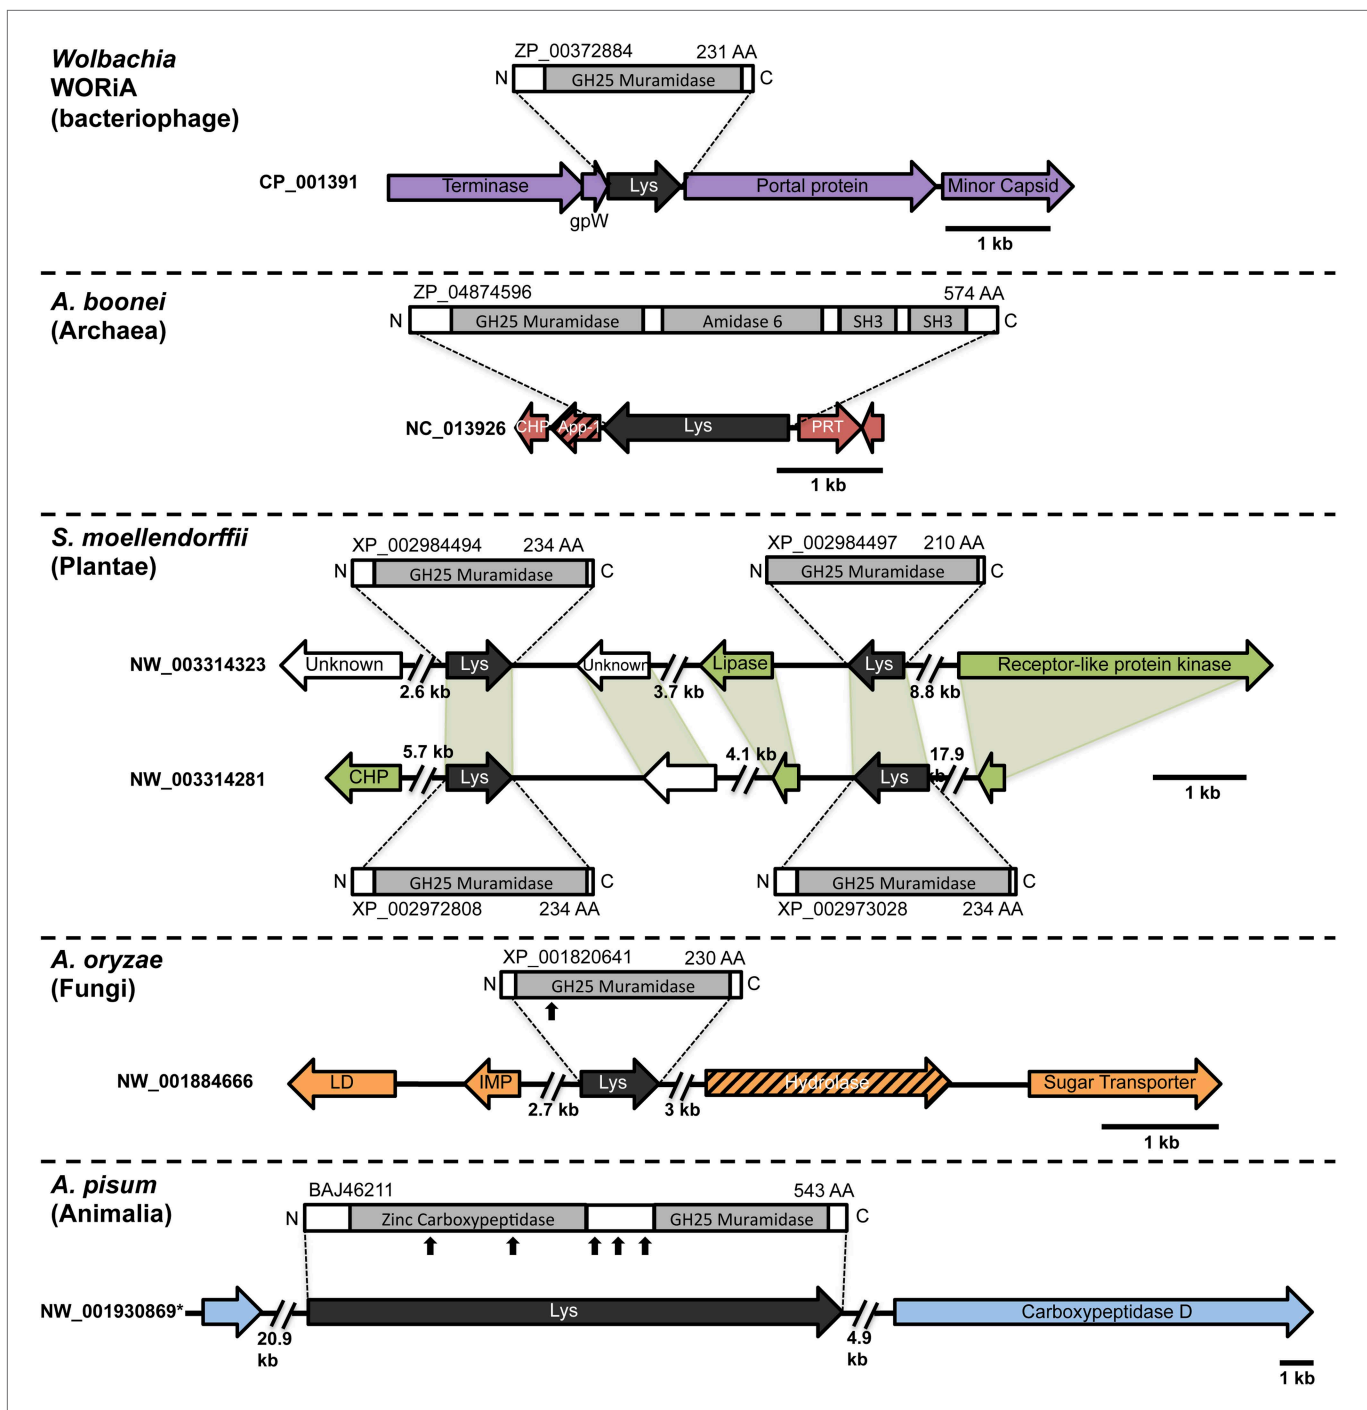 Wolbachia
WORiA
(bacteriophage)
ZP_00372884 231 AA
N GH25 Muramidase C
CP_001391 Terminase Lys Portal protein Minor Capsid
gpW
1 kb
A. boonei
(Archaea)
ZP_04874596 574 AA
N GH25 Muramidase Amidase 6 SH3 SH3 C
NC_013926 CHP App-1 Lys PRT
1 kb
S. moellendorffii
(Plantae)
XP_002984494 234 AA XP_002984497 210 AA
N GH25 Muramidase C N GH25 Muramidase C
NW_003314323 Unknown Lys Unknown Lipase Lys Receptor-like protein kinase
2.6 kb 3.7 kb 8.8 kb
5.7 kb 4.1 kb 17.9 kb
NW_003314281 CHP Lys Lys
1 kb
N GH25 Muramidase C N GH25 Muramidase C
XP_002972808 234 AA XP_002973028 234 AA
A. oryzae
(Fungi)
XP_001820641 230 AA
N GH25 Muramidase C
NW_001884666 LD IMP Lys Hydrolase Sugar Transporter
2.7 kb 3 kb
1 kb
A. pisum
(Animalia)
BAJ46211 543 AA
N Zinc Carboxypeptidase GH25 Muramidase C
NW_001930869* Lys Carboxypeptidase D
20.9 4.9
kb kb
1 kb